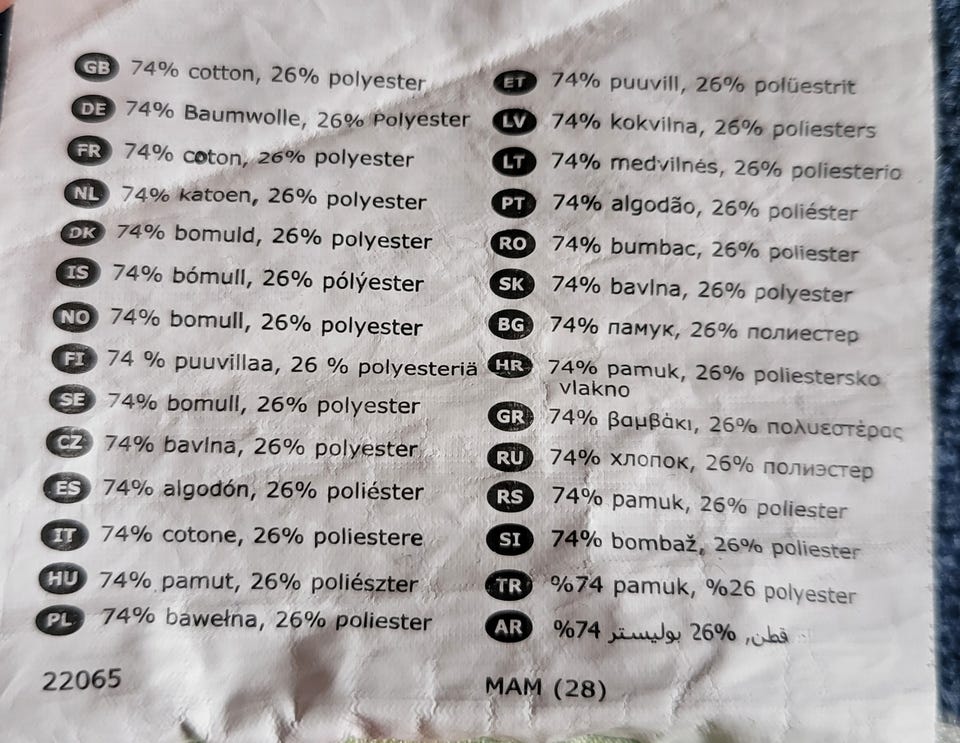 GB 74% cotton, 26% polyester
DE 74% Baumwolle, 26% Polyester
FR 74% coton, 26% polyester
NL 74% katoen, 26% polyester
DK 74% bomuld, 26% polyester
IS 74% bómull, 26% pólýester
NO 74% bomull, 26% polyester
FI 74 % puuvillaa, 26 % polyesteriä
SE 74% bomull, 26% polyester
CZ 74% bavlna, 26% polyester
ES 74% algodón, 26% poliéster
IT 74% cotone, 26% poliestere
HU 74% pamut, 26% poliészter
PL 74% bawełna, 26% poliester
22065
ET 74% puuvill, 26% polüestrit
LV 74% kokvilna, 26% poliesters
LT 74% medvilnės, 26% poliesterio
PT 74% algodão, 26% poliéster
RO 74% bumbac, 26% poliester
SK 74% bavlna, 26% polyester
BG 74% памук, 26% полиестер
HR 74% pamuk, 26% poliestersko
vlakno
GR 74% βαμβάκι, 26% πολυεστέρας
RU 74% хлопок, 26% полиэстер
RS 74% pamuk, 26% poliester
SI 74% bombaž, 26% poliester
TR %74 pamuk, %26 polyester
AR %74 قطن, 26% بوليستر
MAM (28)